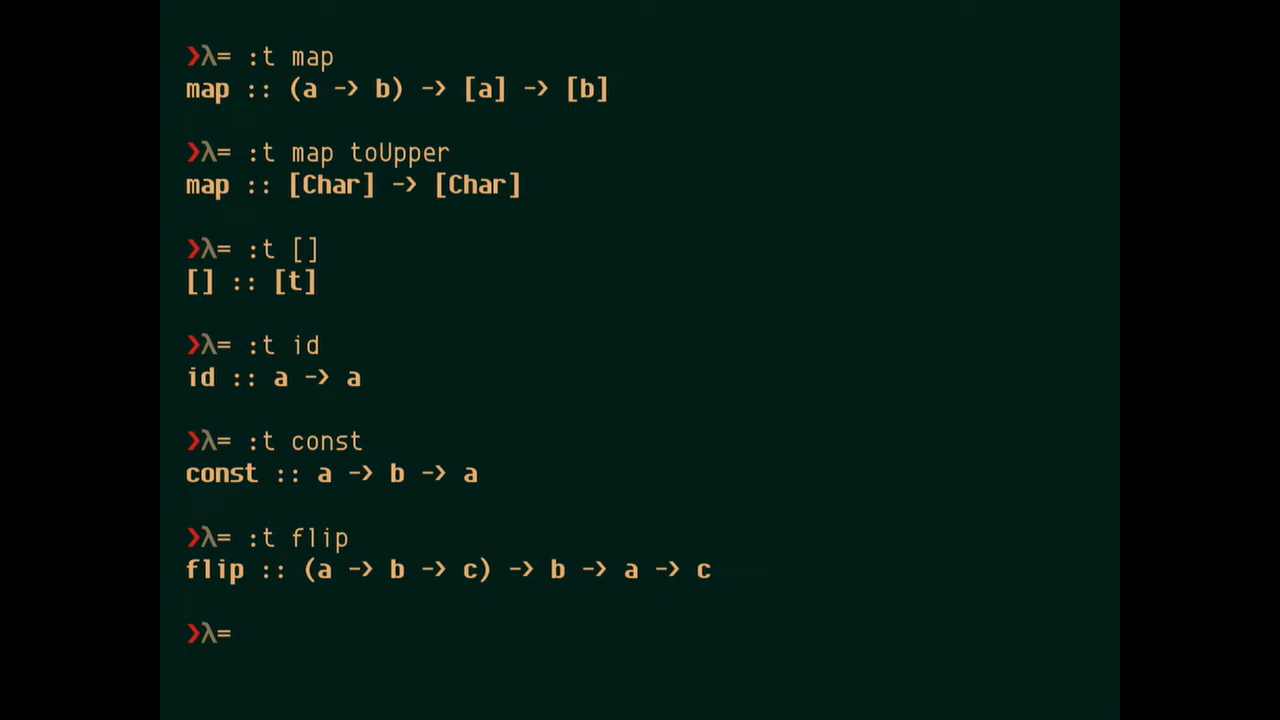 ❯λ= :t map
map :: (a -> b) -> [a] -> [b]
❯λ= :t map toUpper
map :: [Char] -> [Char]
❯λ= :t []
[] :: [t]
❯λ= :t id
id :: a -> a
❯λ= :t const
const :: a -> b -> a
❯λ= :t flip
flip :: (a -> b -> c) -> b -> a -> c
❯λ=